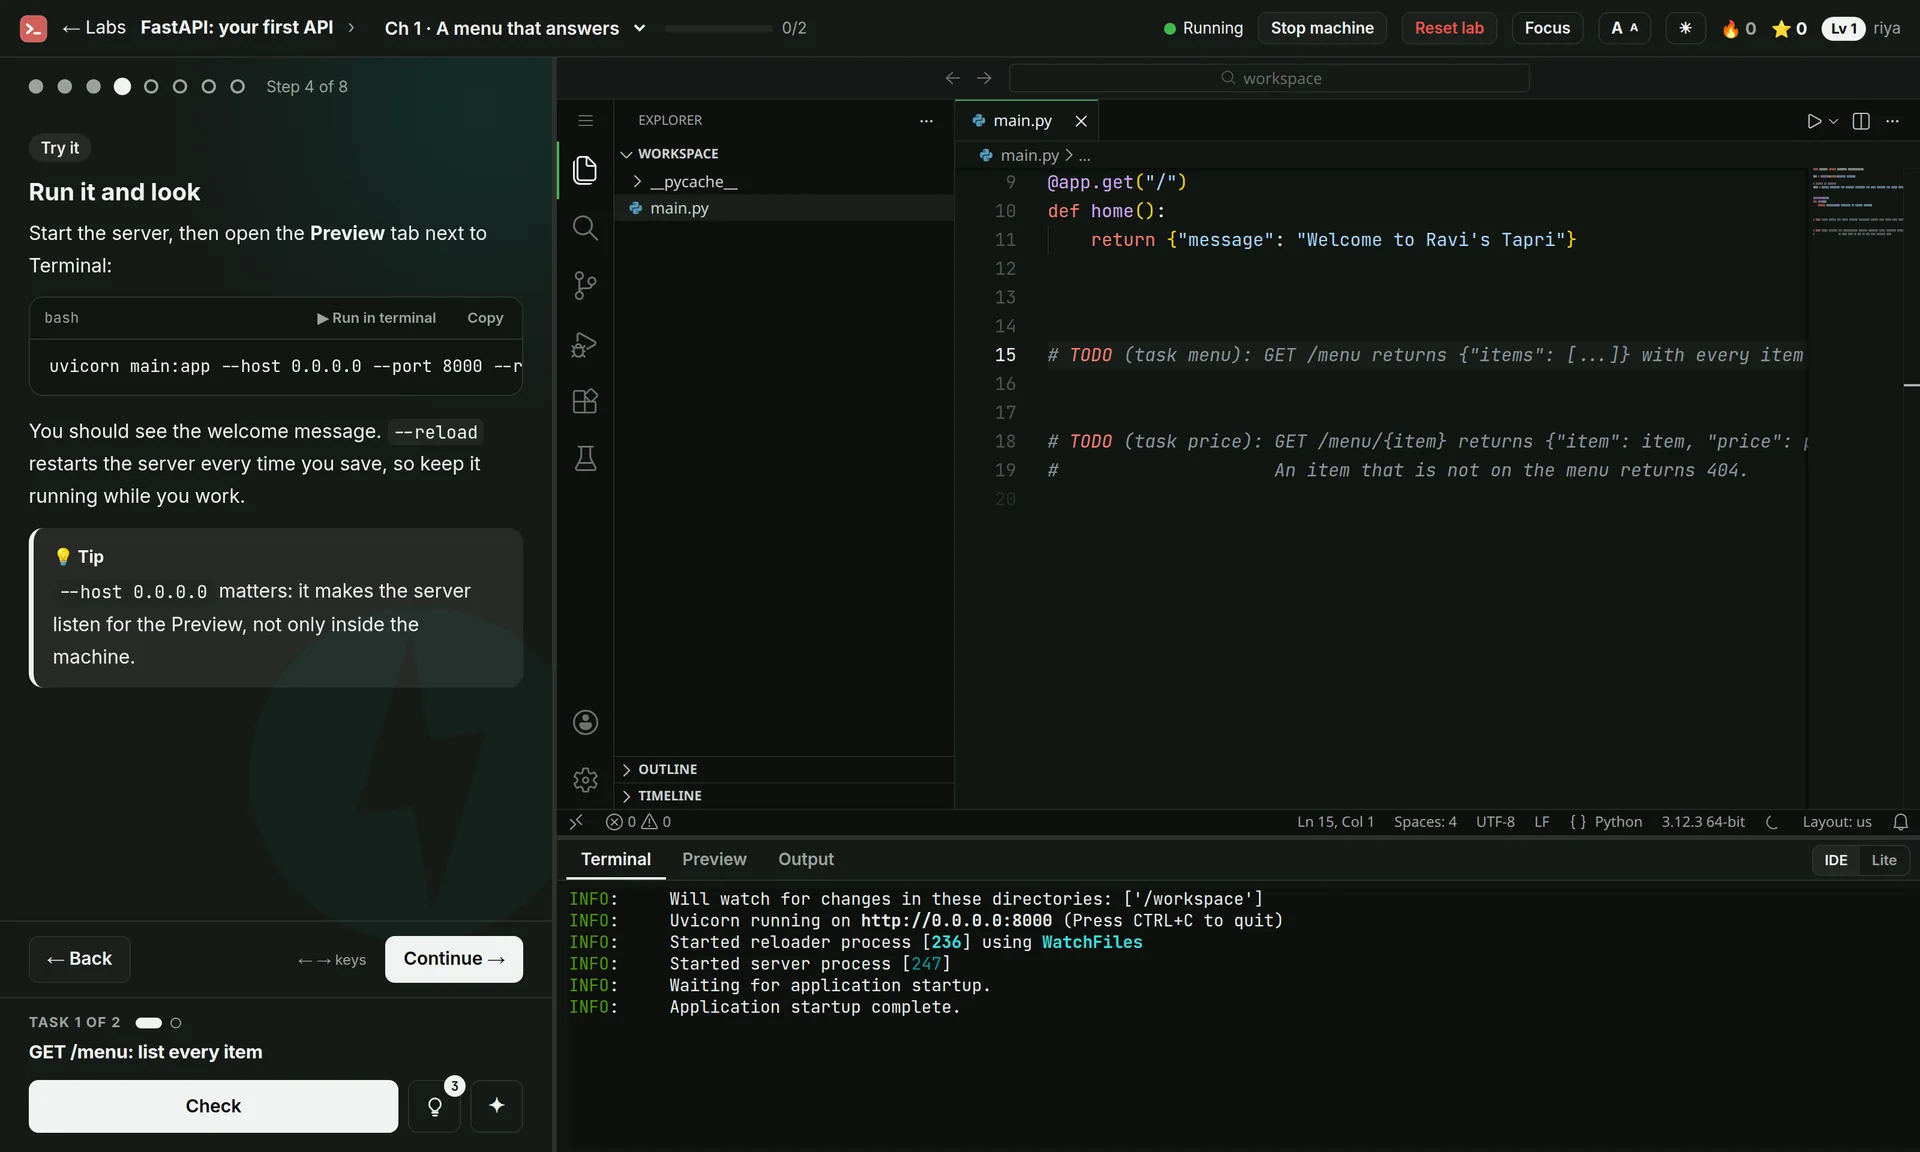 ← Labs FastAPI: your first API › Ch 1 · A menu that answers 0/2 Running Stop machine Reset lab Focus A A 🔥 0 ⭐ 0 Lv 1 riya
Step 4 of 8
Try it
Run it and look
Start the server, then open the Preview tab next to
Terminal:
bash ▶ Run in terminal Copy
uvicorn main:app --host 0.0.0.0 --port 8000 --r
You should see the welcome message. --reload
restarts the server every time you save, so keep it
running while you work.
💡 Tip
--host 0.0.0.0 matters: it makes the server
listen for the Preview, not only inside the
machine.
← Back ← → keys Continue →
TASK 1 OF 2
GET /menu: list every item
Check 3
workspace
EXPLORER ...
WORKSPACE
__pycache__
main.py
OUTLINE
TIMELINE
main.py
main.py > ...
9 @app.get("/")
10 def home():
11 return {"message": "Welcome to Ravi's Tapri"}
12
13
14
15 # TODO (task menu): GET /menu returns {"items": [...]} with every item
16
17
18 # TODO (task price): GET /menu/{item} returns {"item": item, "price": p
19 # An item that is not on the menu returns 404.
20
0 0 Ln 15, Col 1 Spaces: 4 UTF-8 LF {} Python 3.12.3 64-bit Layout: us
Terminal Preview Output IDE Lite
INFO: Will watch for changes in these directories: ['/workspace']
INFO: Uvicorn running on http://0.0.0.0:8000 (Press CTRL+C to quit)
INFO: Started reloader process [236] using WatchFiles
INFO: Started server process [247]
INFO: Waiting for application startup.
INFO: Application startup complete.